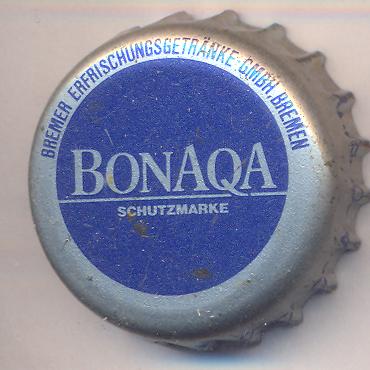 BREMER ERFRISCHUNGSGETRÄNKE-GMBH, BREMEN
BONAQA
SCHUTZMARKE